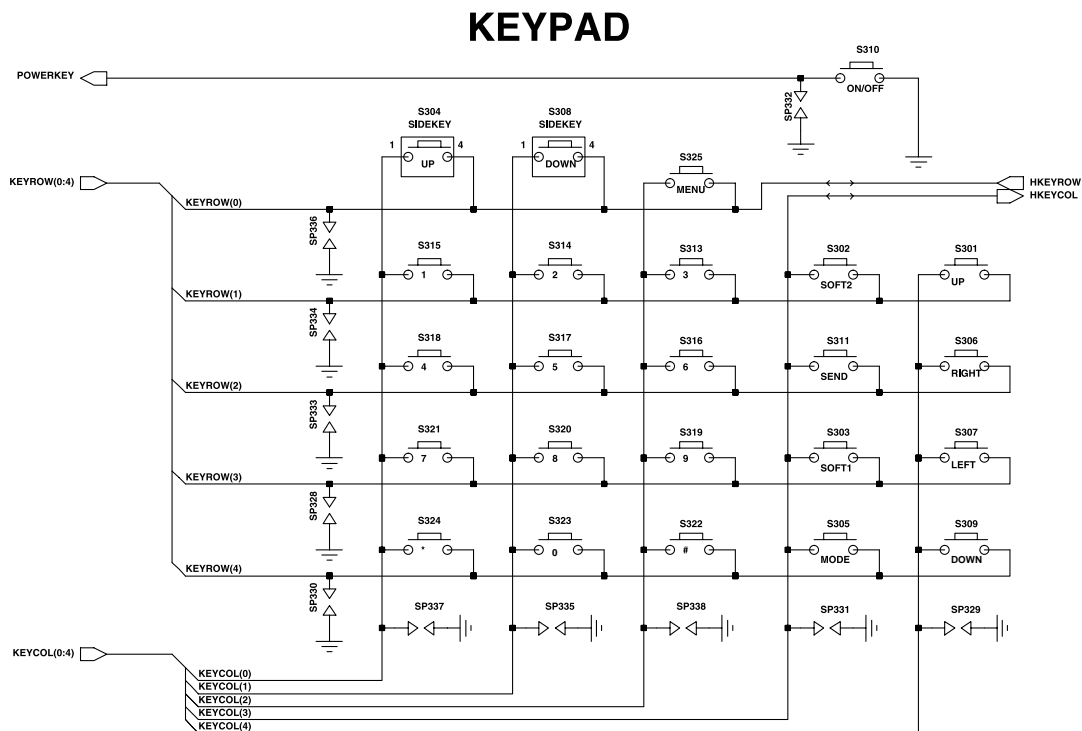 KEYPAD
S310
POWERKEY
ON/OFF
SP332
S304 S308
SIDEKEY SIDEKEY
1 4 1 4
UP DOWN
S325
KEYROW(0:4) HKEYROW
MENU
HKEYCOL
KEYROW(0)
SP336
S315 S314 S313 S302 S301
1 2 3 SOFT2 UP
KEYROW(1)
SP334
S318 S317 S316 S311 S306
4 5 6 SEND RIGHT
KEYROW(2)
SP333
S321 S320 S319 S303 S307
7 8 9 SOFT1 LEFT
KEYROW(3)
SP328
S324 S323 S322 S305 S309
* 0 # MODE DOWN
KEYROW(4)
SP330
SP337 SP335 SP338 SP331 SP329
KEYCOL(0:4)
KEYCOL(0)
KEYCOL(1)
KEYCOL(2)
KEYCOL(3)
KEYCOL(4)